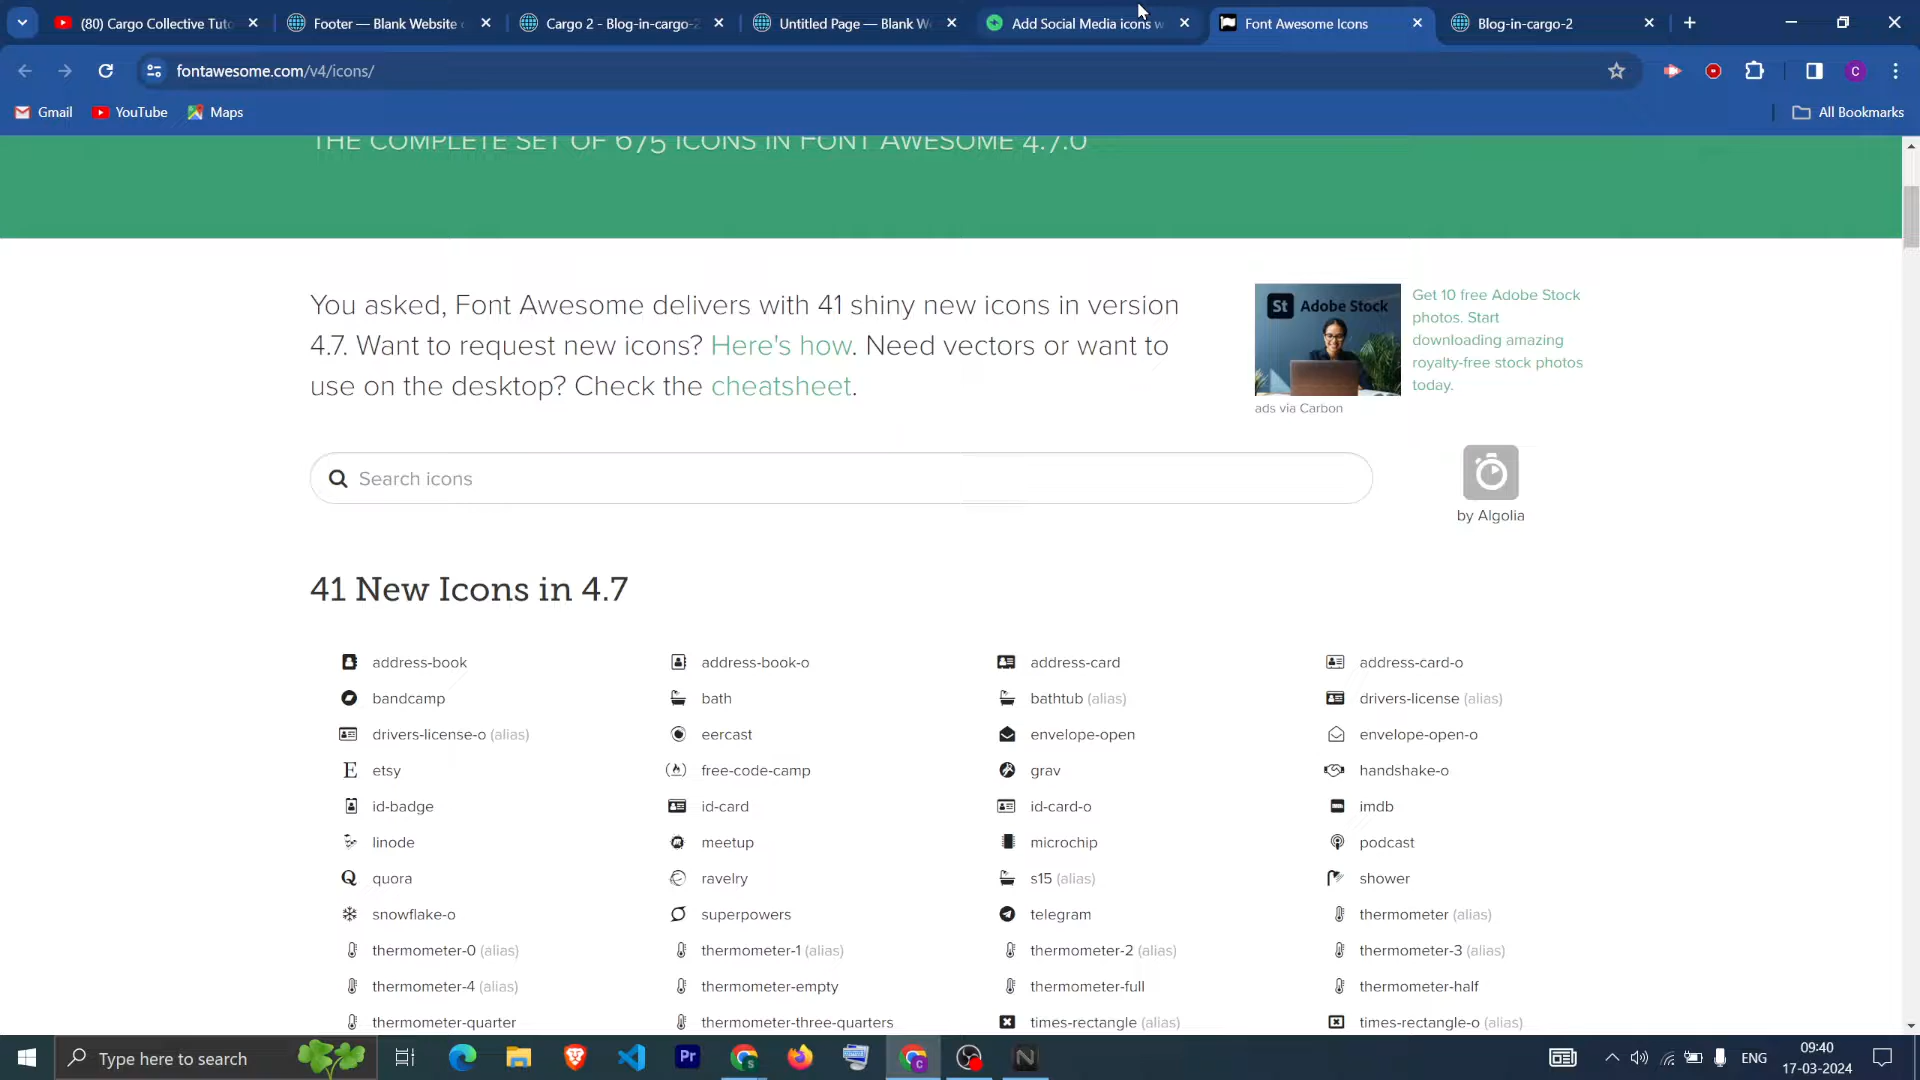 (80) Cargo Collective Tut
Footer — Blank Website
Cargo 2 - Blog-in-cargo-2
Untitled Page — Blank W
Add Social Media icons w
Font Awesome Icons
Blog-in-cargo-2
fontawesome.com/v4/icons/
C
Gmail
YouTube
Maps
All Bookmarks
THE COMPLETE SET OF 675 ICONS IN FONT AWESOME 4.7.0
You asked, Font Awesome delivers with 41 shiny new icons in version
4.7. Want to request new icons? Here's how. Need vectors or want to
use on the desktop? Check the cheatsheet.
St Adobe Stock
Get 10 free Adobe Stock
photos. Start
downloading amazing
royalty-free stock photos
today.
ads via Carbon
Search icons
by Algolia
41 New Icons in 4.7
address-book address-book-o address-card address-card-o
bandcamp bath bathtub (alias) drivers-license (alias)
drivers-license-o (alias) eercast envelope-open envelope-open-o
etsy free-code-camp grav handshake-o
id-badge id-card id-card-o imdb
linode meetup microchip podcast
quora ravelry s15 (alias) shower
snowflake-o superpowers telegram thermometer (alias)
thermometer-0 (alias) thermometer-1 (alias) thermometer-2 (alias) thermometer-3 (alias)
thermometer-4 (alias) thermometer-empty thermometer-full thermometer-half
thermometer-quarter thermometer-three-quarters times-rectangle (alias) times-rectangle-o (alias)
Type here to search
Pr
ENG
09:40
17-03-2024